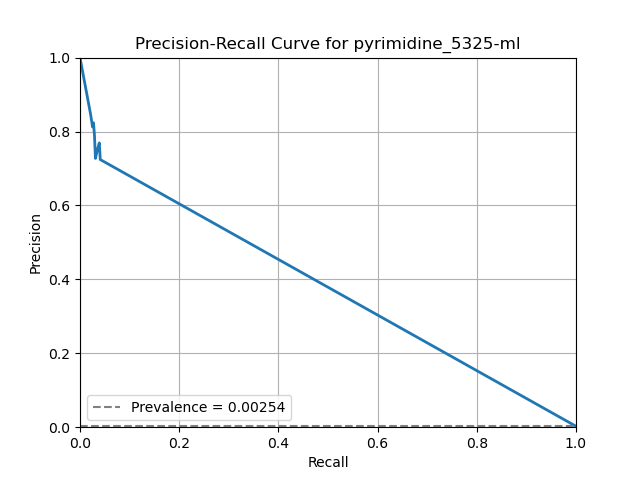 Precision-Recall Curve for pyrimidine_5325-ml
1.0
0.8
0.6
0.4
0.2
0.0
Precision
Prevalence = 0.00254
0.0 0.2 0.4 0.6 0.8 1.0
Recall